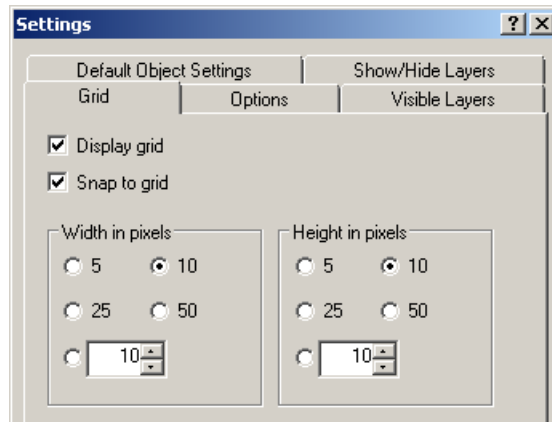 Settings
Default Object Settings Show/Hide Layers
Grid Options Visible Layers
Display grid
Snap to grid
Width in pixels Height in pixels
5 10 5 10
25 50 25 50
10 10